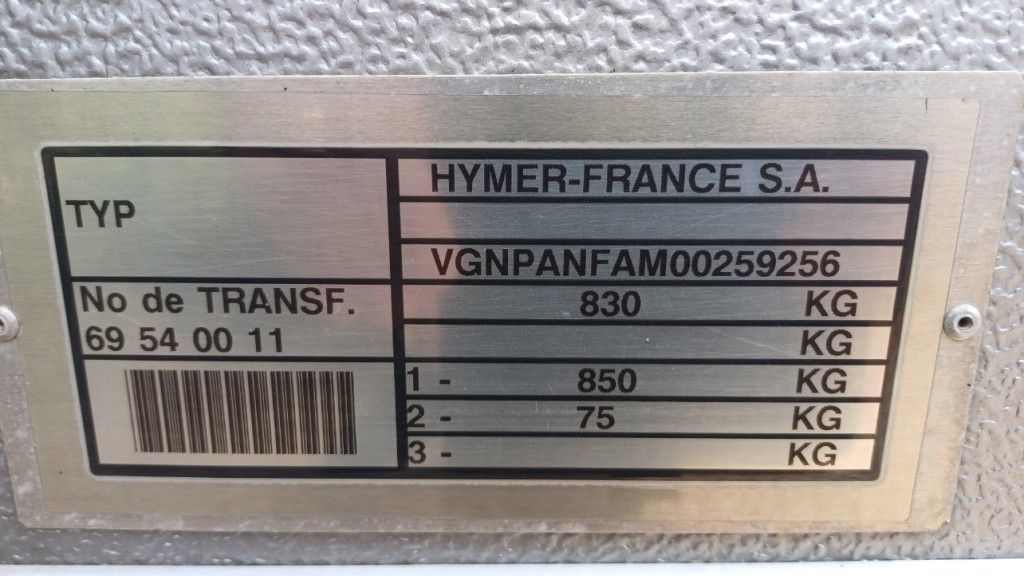 TYP
No de TRANSF.
69 54 00 11
HYMER-FRANCE S.A.
VGNPANFAM00259256
830 KG
KG
1 - 850 KG
2 - 75 KG
3 - KG